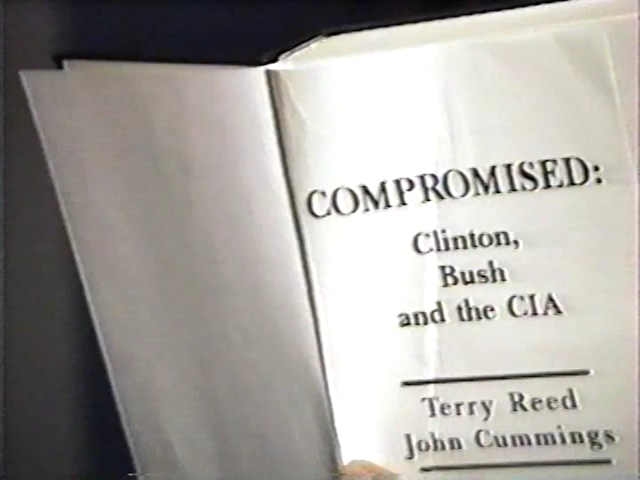 COMPROMISED:
Clinton,
Bush
and the CIA
Terry Reed
John Cummings